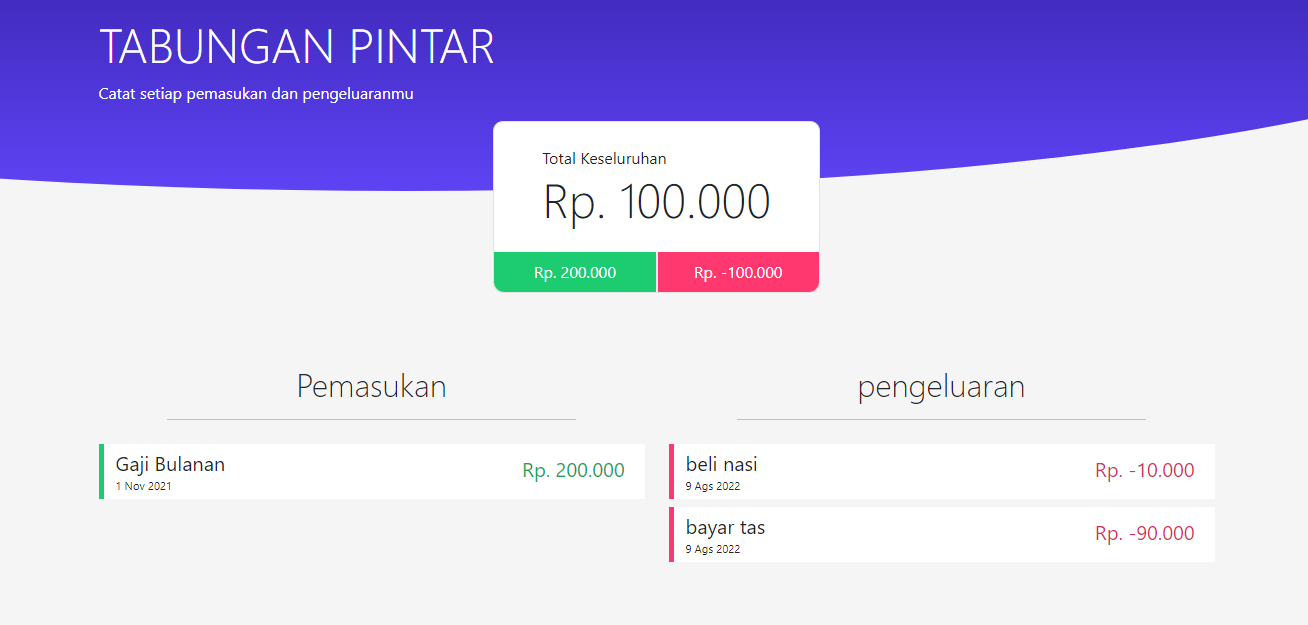 TABUNGAN PINTAR
Catat setiap pemasukan dan pengeluaranmu
Total Keseluruhan
Rp. 100.000
Rp. 200.000
Rp. -100.000
Pemasukan
Gaji Bulanan
Rp. 200.000
1 Nov 2021
pengeluaran
beli nasi
Rp. -10.000
9 Ags 2022
bayar tas
Rp. -90.000
9 Ags 2022